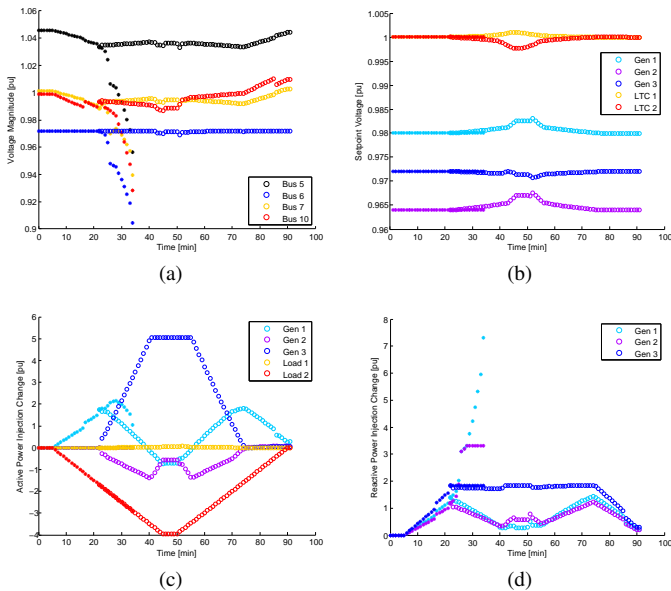 1.06
1.04
1.02
1
0.98
0.96
0.94
0.92
0.9
0 10 20 30 40 50 60 70 80 90 100
Time [min]
Voltage Magnitude [pu]
Bus 5
Bus 6
Bus 7
Bus 10
(a)
1.005
1
0.995
0.99
0.985
0.98
0.975
0.97
0.965
0.96
0 10 20 30 40 50 60 70 80 90 100
Time [min]
Setpoint Voltage [pu]
Gen 1
Gen 2
Gen 3
LTC 1
LTC 2
(b)
6
5
4
3
2
1
0
−1
−2
−3
−4
0 10 20 30 40 50 60 70 80 90 100
Time [min]
Active Power Injection Change [pu]
Gen 1
Gen 2
Gen 3
Load 1
Load 2
(c)
8
7
6
5
4
3
2
1
0
0 10 20 30 40 50 60 70 80 90 100
Time [min]
Reactive Power Injection Change [pu]
Gen 1
Gen 2
Gen 3
(d)